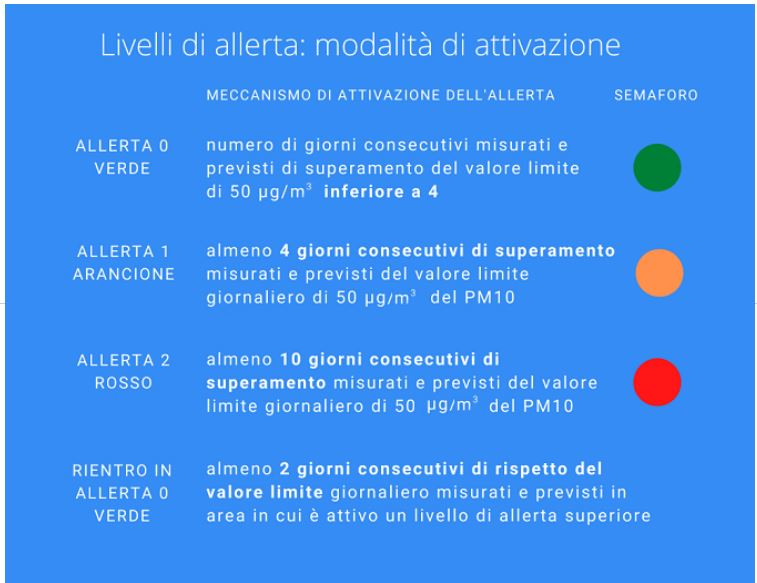 Livelli di allerta: modalità di attivazione
MECCANISMO DI ATTIVAZIONE DELL'ALLERTA
SEMAFORO
ALLERTA 0
VERDE
numero di giorni consecutivi misurati e
previsti di superamento del valore limite
di 50 µg/m³ inferiore a 4
ALLERTA 1
ARANCIONE
almeno 4 giorni consecutivi di superamento
misurati e previsti del valore limite
giornaliero di 50 µg/m³ del PM10
ALLERTA 2
ROSSO
almeno 10 giorni consecutivi di
superamento misurati e previsti del valore
limite giornaliero di 50 µg/m³ del PM10
RIENTRO IN
ALLERTA 0
VERDE
almeno 2 giorni consecutivi di rispetto del
valore limite giornaliero misurati e previsti in
area in cui è attivo un livello di allerta superiore